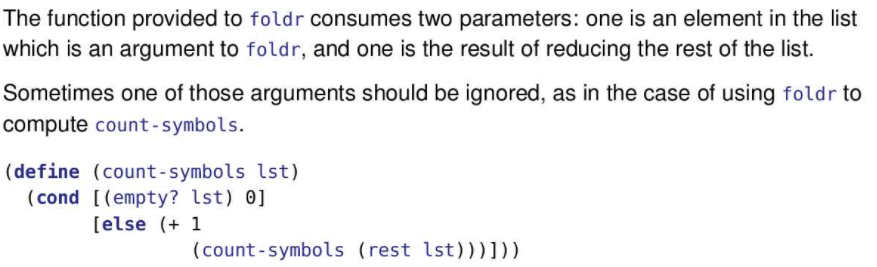 The function provided to foldr consumes two parameters: one is an element in the list
which is an argument to foldr, and one is the result of reducing the rest of the list.
Sometimes one of those arguments should be ignored, as in the case of using foldr to
compute count-symbols.
(define (count-symbols lst)
  (cond [(empty? lst) 0]
        [else (+ 1
                 (count-symbols (rest lst)))]))